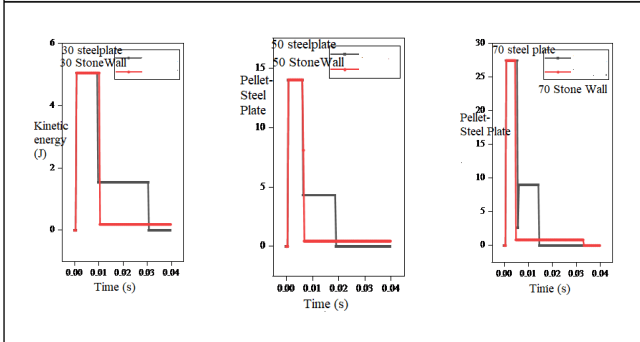 30 steelplate
30 StoneWall
6
4
2
0
Kinetic
energy
(J)
0.00 0.01 0.02 0.03 0.04
Time (s)
50 steelplate
50 StoneWall
15
10
5
0
Pellet-
Steel
Plate
0.00 0.01 0.02 0.03 0.04
Time (s)
70 steel plate
70 Stone Wall
30
25
20
15
10
5
0
Pellet-
Steel Plate
0.00 0.01 0.02 0.03 0.04
Time (s)